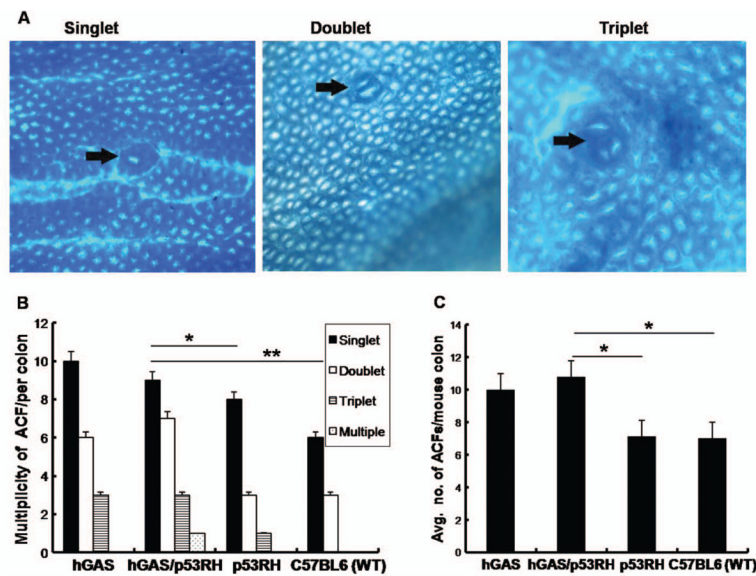 A
Singlet
Doublet
Triplet
B
Multiplicity of ACF/per colon
12
10
8
6
4
2
0
*
**
Singlet
Doublet
Triplet
Multiple
hGAS hGAS/p53RH p53RH C57BL6 (WT)
C
Avg. no. of ACFs/mouse colon
14
12
10
8
6
4
2
0
*
*
hGAS hGAS/p53RH p53RH C57BL6 (WT)